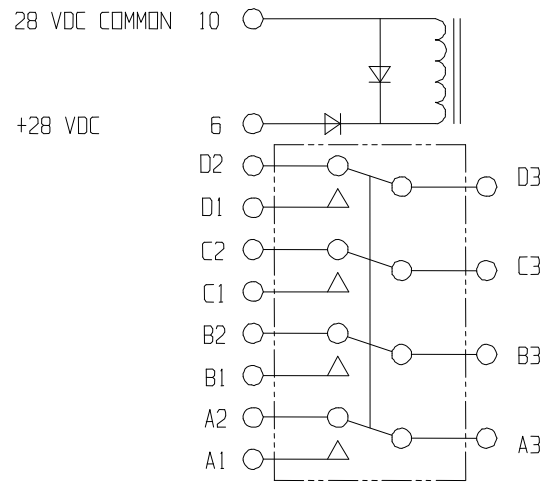 28 VDC COMMON 10
+28 VDC 6
D2
D3
D1
C2
C3
C1
B2
B3
B1
A2
A3
A1